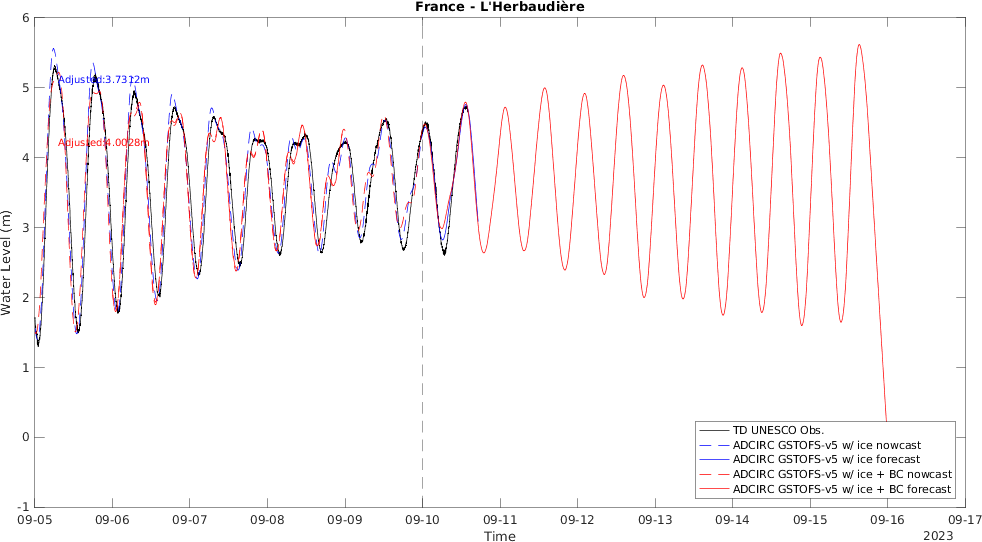 France - L'Herbaudière
6
5
4
3
2
1
0
-1
Water Level (m)
Adjusted:3.7312m
Adjusted:4.0028m
TD UNESCO Obs.
ADCIRC GSTOFS-v5 w/ ice nowcast
ADCIRC GSTOFS-v5 w/ ice forecast
ADCIRC GSTOFS-v5 w/ ice + BC nowcast
ADCIRC GSTOFS-v5 w/ ice + BC forecast
09-05 09-06 09-07 09-08 09-09 09-10 09-11 09-12 09-13 09-14 09-15 09-16 09-17
Time
2023